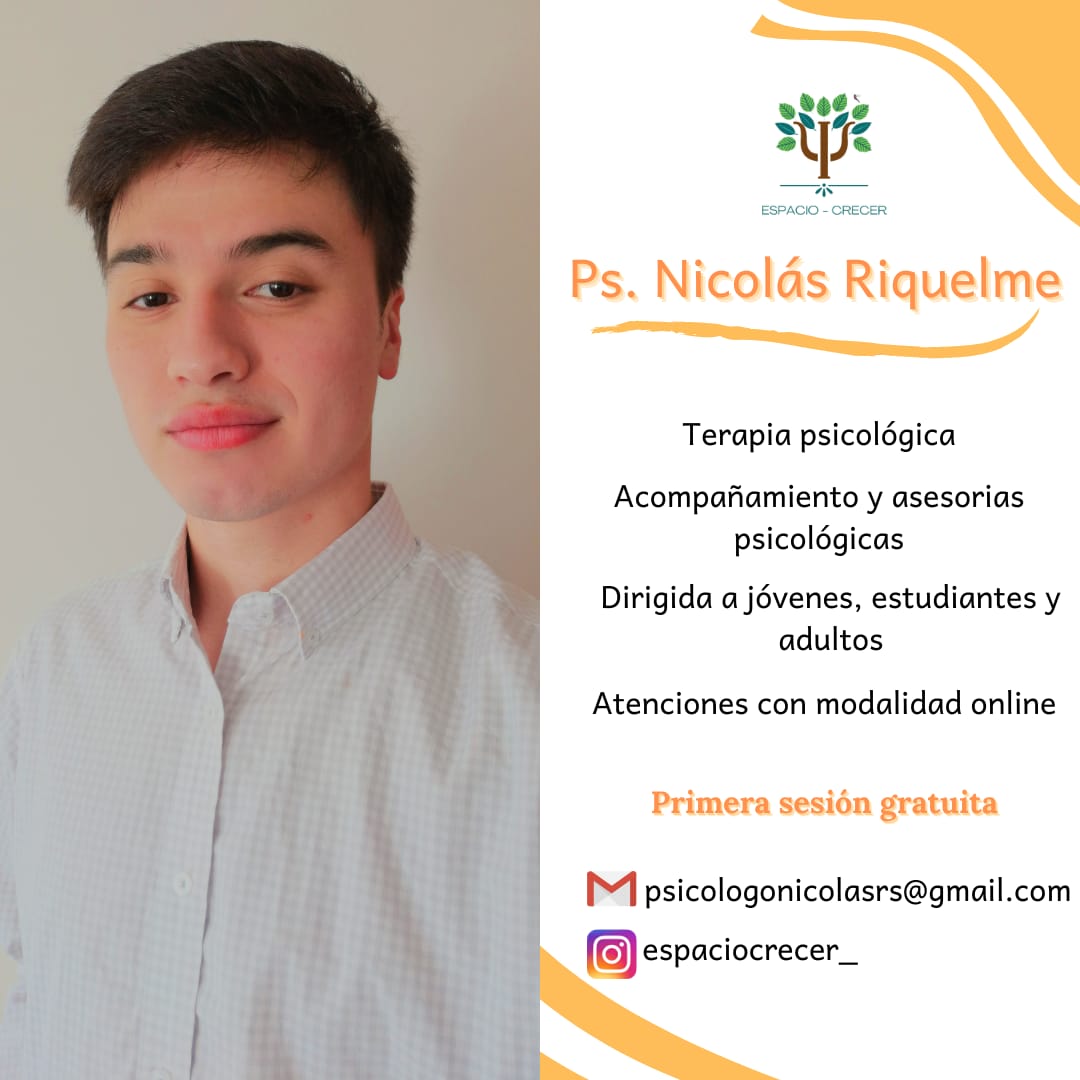 ESPACIO - CRECER
Ps. Nicolás Riquelme
Terapia psicológica
Acompañamiento y asesorias
psicológicas
Dirigida a jóvenes, estudiantes y
adultos
Atenciones con modalidad online
Primera sesión gratuita
psicologonicolasrs@gmail.com
espaciocrecer_